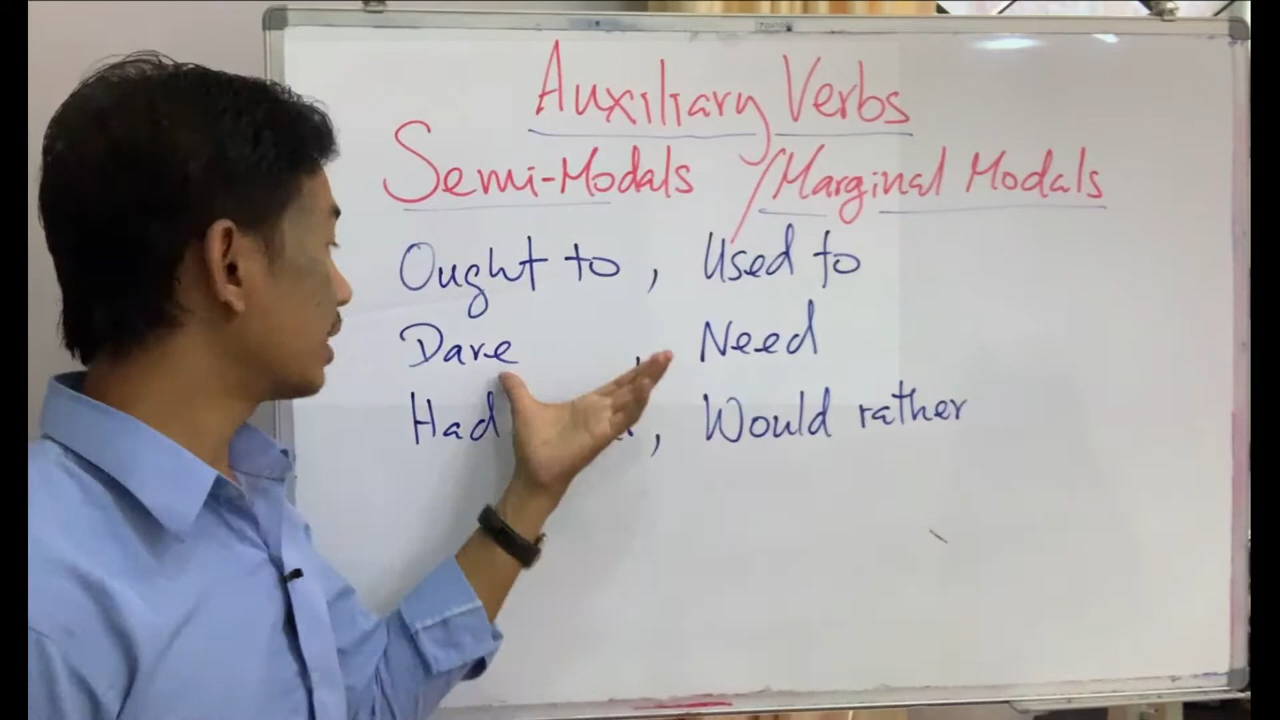 Auxiliary Verbs
Semi-Modals / Marginal Modals
Ought to, Used to
Dare , Need
Had , Would rather